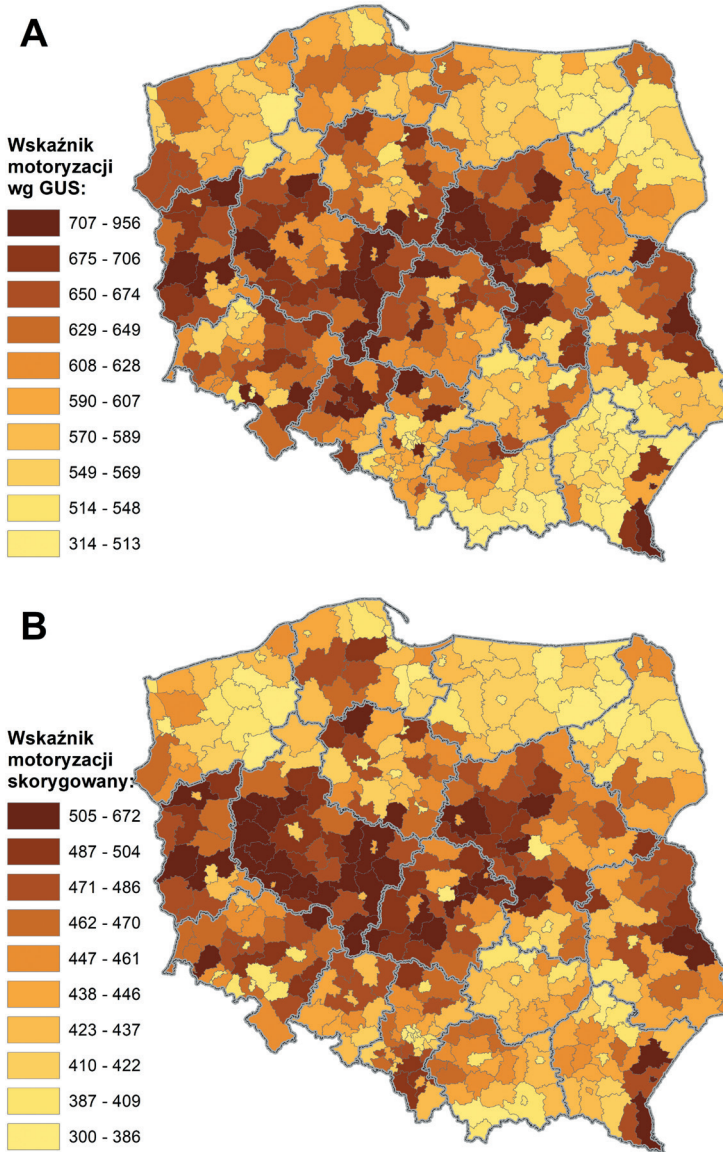 A
Wskaźnik
motoryzacji
wg GUS:
707 - 956
675 - 706
650 - 674
629 - 649
608 - 628
590 - 607
570 - 589
549 - 569
514 - 548
314 - 513
B
Wskaźnik
motoryzacji
skorygowany:
505 - 672
487 - 504
471 - 486
462 - 470
447 - 461
438 - 446
423 - 437
410 - 422
387 - 409
300 - 386